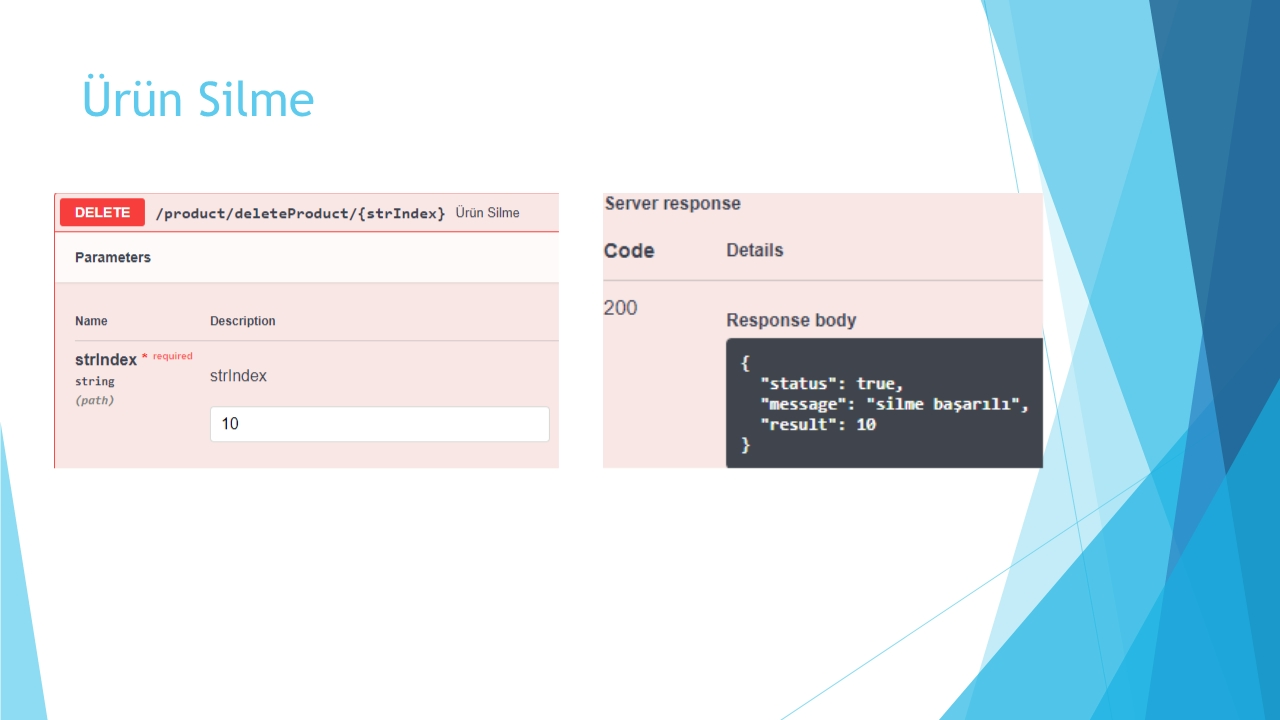 Ürün Silme
DELETE /product/deleteProduct/{strIndex} Ürün Silme
Parameters
Name Description
strIndex * required
string
(path)
strIndex
10
Server response
Code Details
200
Response body
{
"status": true,
"message": "silme başarılı",
"result": 10
}